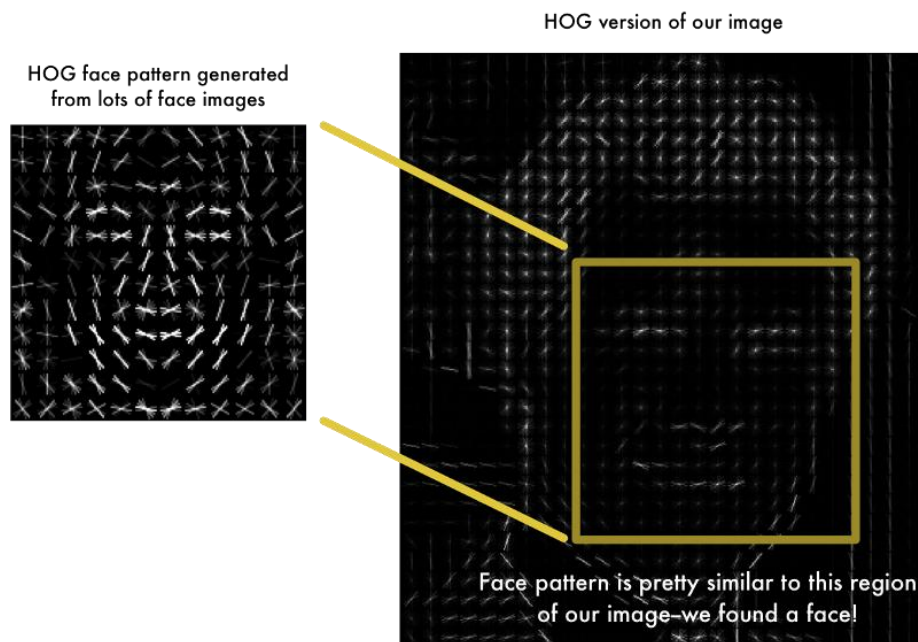 HOG version of our image
HOG face pattern generated
from lots of face images
Face pattern is pretty similar to this region
of our image–we found a face!